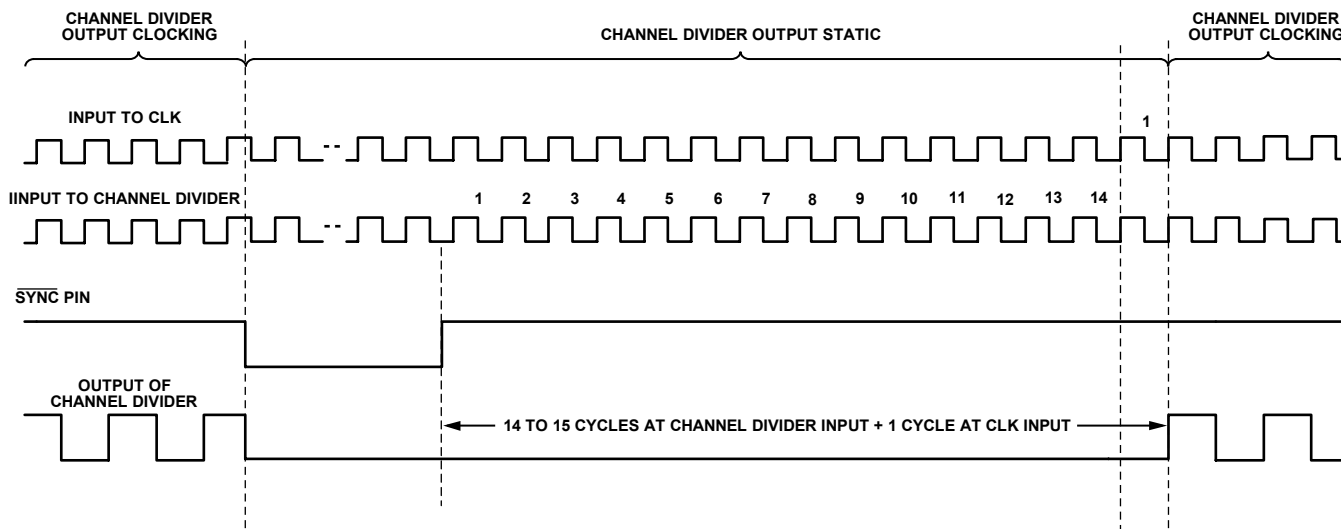 CHANNEL DIVIDER
OUTPUT CLOCKING
CHANNEL DIVIDER OUTPUT STATIC
CHANNEL DIVIDER
OUTPUT CLOCKING
INPUT TO CLK
1
IINPUT TO CHANNEL DIVIDER
1 2 3 4 5 6 7 8 9 10 11 12 13 14
SYNC PIN
OUTPUT OF
CHANNEL DIVIDER
14 TO 15 CYCLES AT CHANNEL DIVIDER INPUT + 1 CYCLE AT CLK INPUT